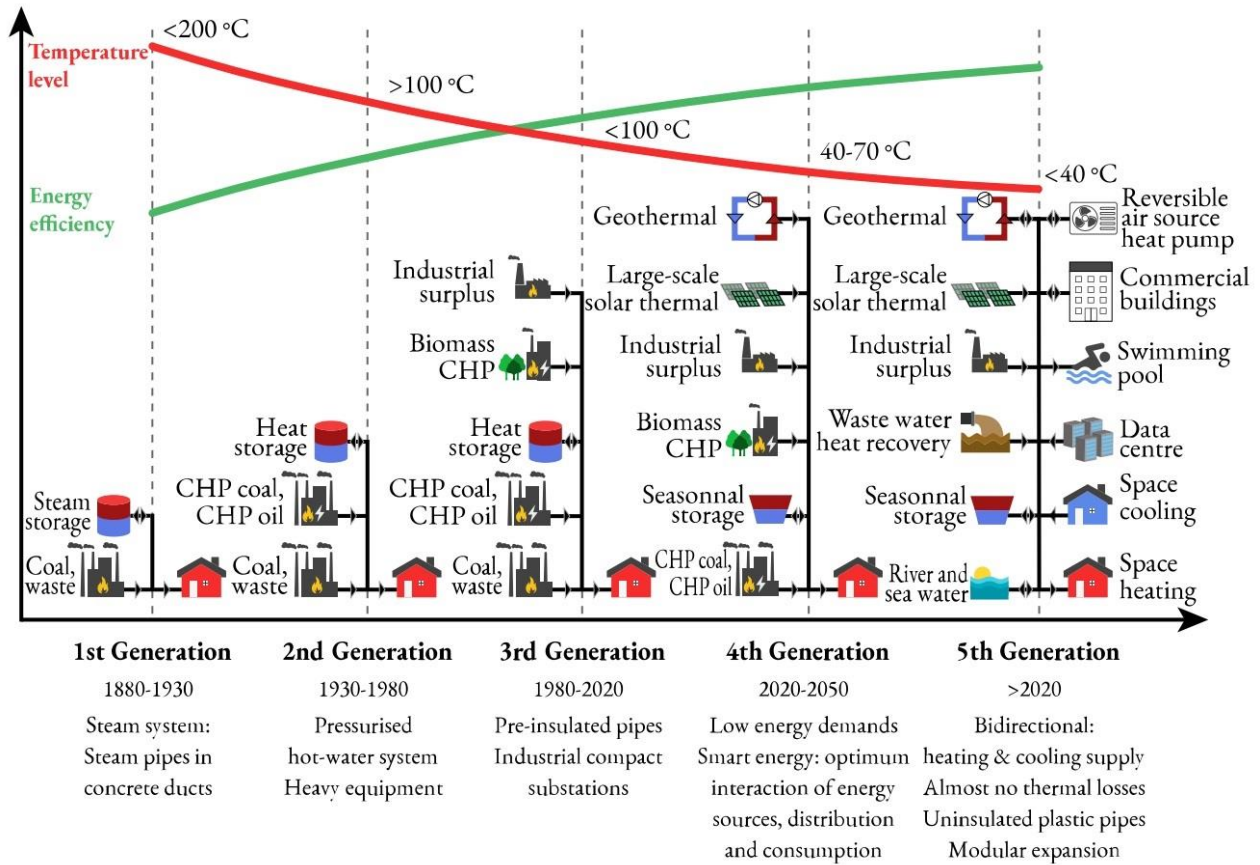 Temperature
level
<200 °C
>100 °C
<100 °C
40-70 °C
<40 °C
Energy
efficiency
Steam
storage
Coal,
waste
Heat
storage
CHP coal,
CHP oil
Coal,
waste
Industrial
surplus
Biomass
CHP
Heat
storage
CHP coal,
CHP oil
Coal,
waste
Geothermal
Large-scale
solar thermal
Industrial
surplus
Biomass
CHP
Seasonnal
storage
CHP coal,
CHP oil
Geothermal
Large-scale
solar thermal
Industrial
surplus
Waste water
heat recovery
Seasonnal
storage
River and
sea water
Reversible
air source
heat pump
Commercial
buildings
Swimming
pool
Data
centre
Space
cooling
Space
heating
1st Generation
1880-1930
Steam system:
Steam pipes in
concrete ducts
2nd Generation
1930-1980
Pressurised
hot-water system
Heavy equipment
3rd Generation
1980-2020
Pre-insulated pipes
Industrial compact
substations
4th Generation
2020-2050
Low energy demands
Smart energy: optimum
interaction of energy
sources, distribution
and consumption
5th Generation
>2020
Bidirectional:
heating & cooling supply
Almost no thermal losses
Uninsulated plastic pipes
Modular expansion